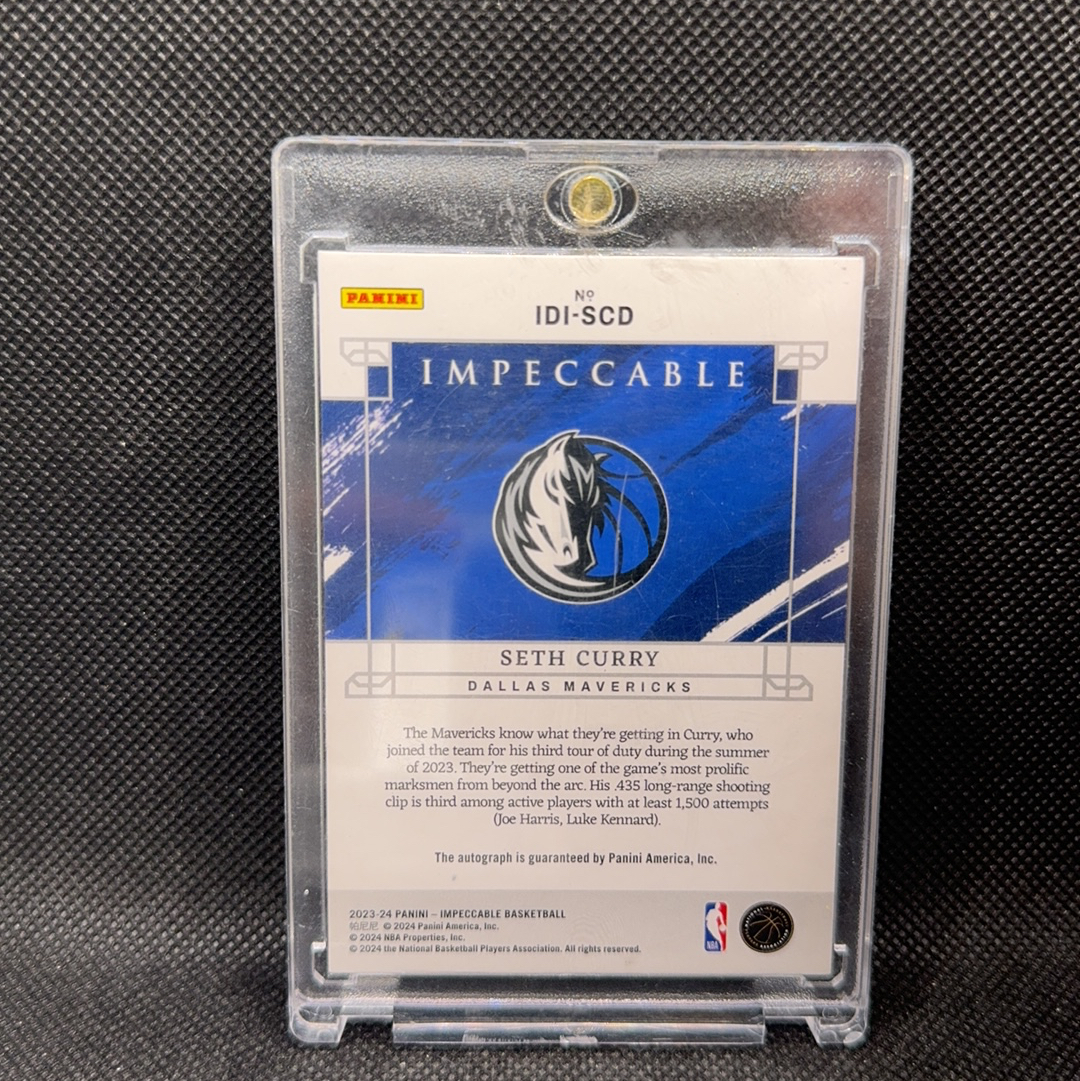 PANINI
Nº
IDI-SCD
IMPECCABLE
SETH CURRY
DALLAS MAVERICKS
The Mavericks know what they're getting in Curry, who
joined the team for his third tour of duty during the summer
of 2023. They're getting one of the game's most prolific
marksmen from beyond the arc. His .435 long-range shooting
clip is third among active players with at least 1,500 attempts
(Joe Harris, Luke Kennard).
The autograph is guaranteed by Panini America, Inc.
2023-24 PANINI – IMPECCABLE BASKETBALL
帕尼尼 © 2024 Panini America, Inc.
© 2024 NBA Properties, Inc.
© 2024 the National Basketball Players Association. All rights reserved.
NBA